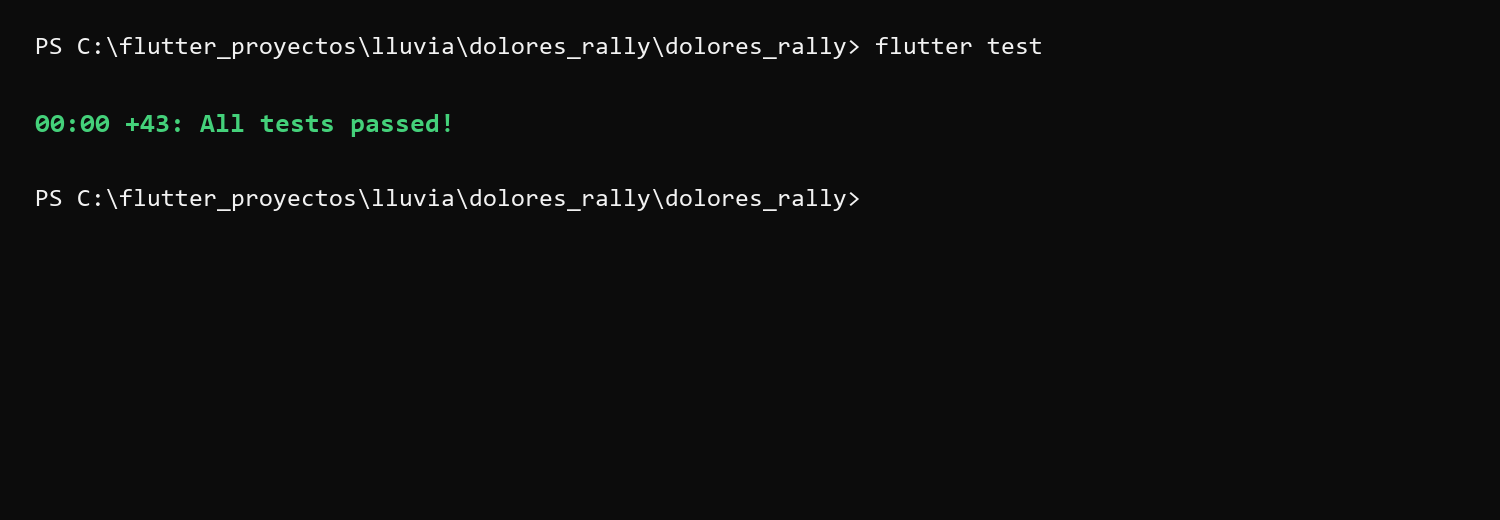 PS C:\flutter_proyectos\lluvia\dolores_rally\dolores_rally> flutter test
00:00 +43: All tests passed!
PS C:\flutter_proyectos\lluvia\dolores_rally\dolores_rally>